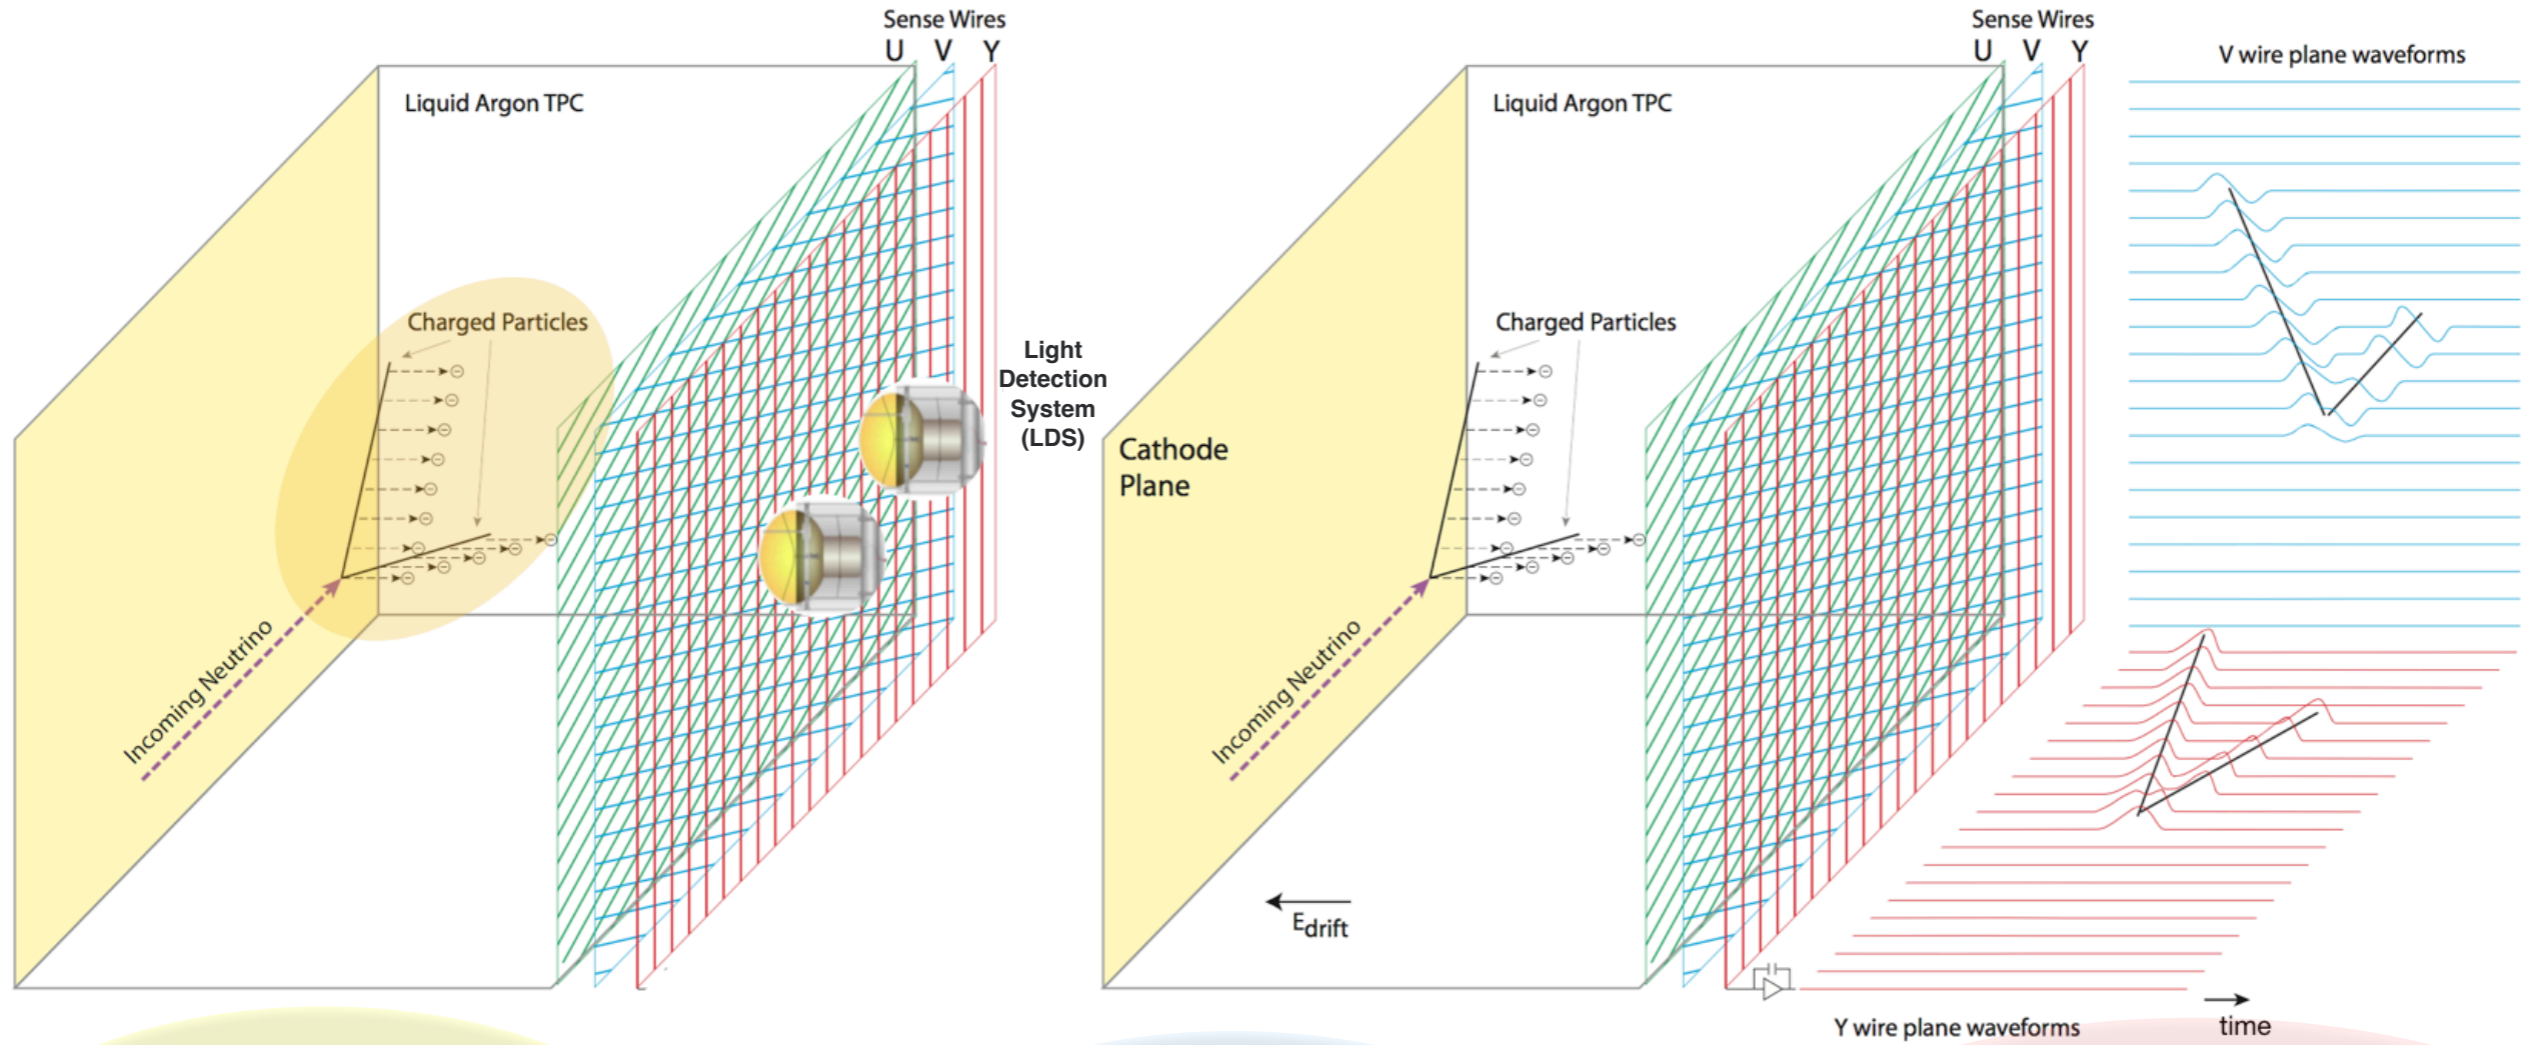 Sense Wires
U V Y
Liquid Argon TPC
Charged Particles
Incoming Neutrino
Light
Detection
System
(LDS)
Sense Wires
U V Y
Liquid Argon TPC
Charged Particles
Cathode
Plane
Incoming Neutrino
Edrift
V wire plane waveforms
Y wire plane waveforms
time